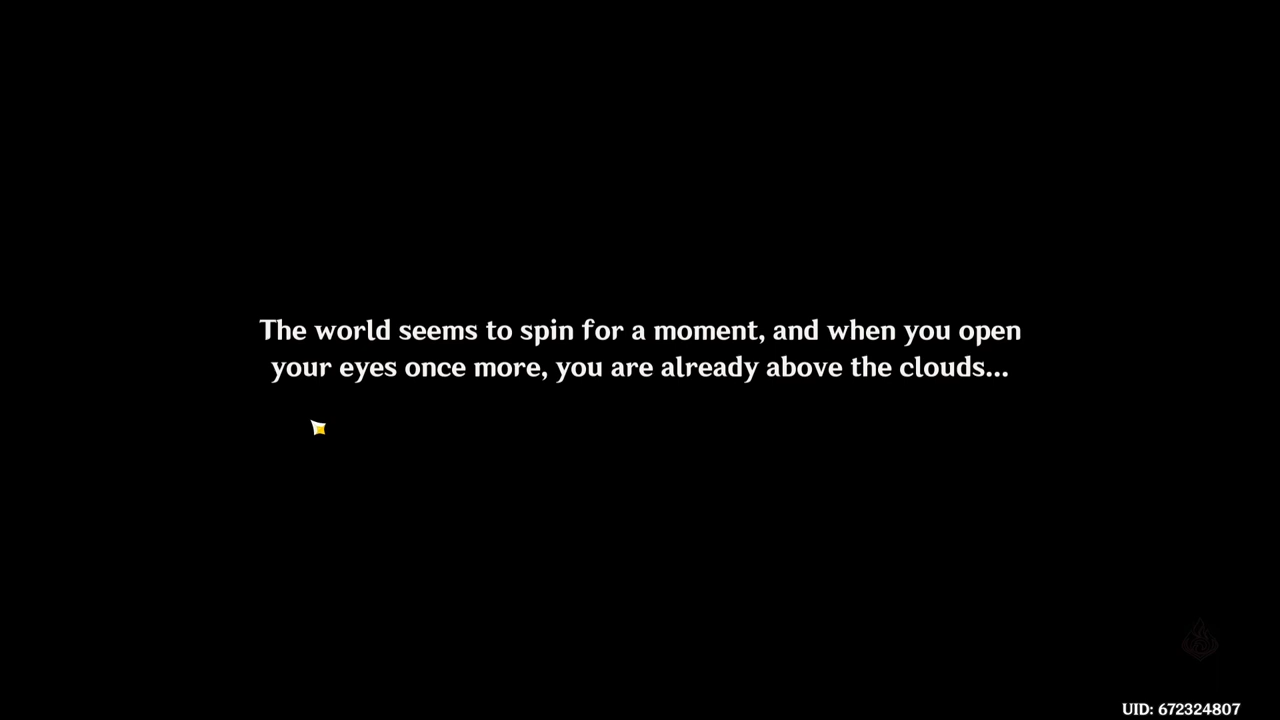 The world seems to spin for a moment, and when you open
your eyes once more, you are already above the clouds...
UID: 672324807